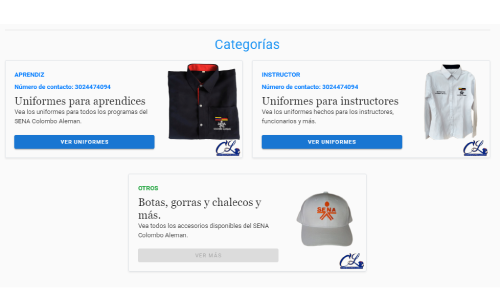 Categorías
APRENDIZ
Número de contacto: 3024474094
Uniformes para aprendices
Vea los uniformes para todos los programas del
SENA Colombo Aleman.
VER UNIFORMES
INSTRUCTOR
Número de contacto: 3024474094
Uniformes para instructores
Vea los uniformes hechos para los instructores,
funcionarios y más.
VER UNIFORMES
OTROS
Botas, gorras y chalecos y
más.
Vea todos los accesorios disponibles del SENA
Colombo Aleman.
VER MÁS
SENA